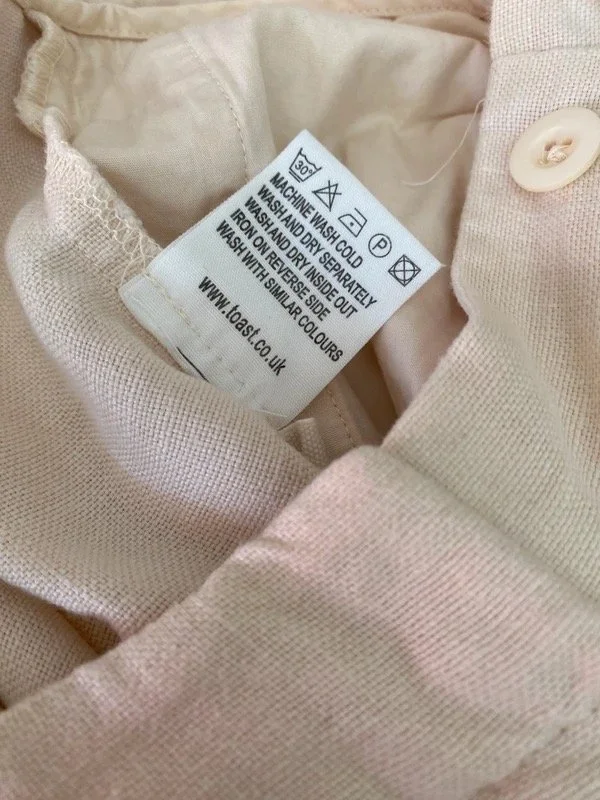 30°
P
MACHINE WASH COLD
WASH AND DRY SEPARATELY
WASH AND DRY INSIDE OUT
IRON ON REVERSE SIDE
WASH WITH SIMILAR COLOURS
www.toast.co.uk